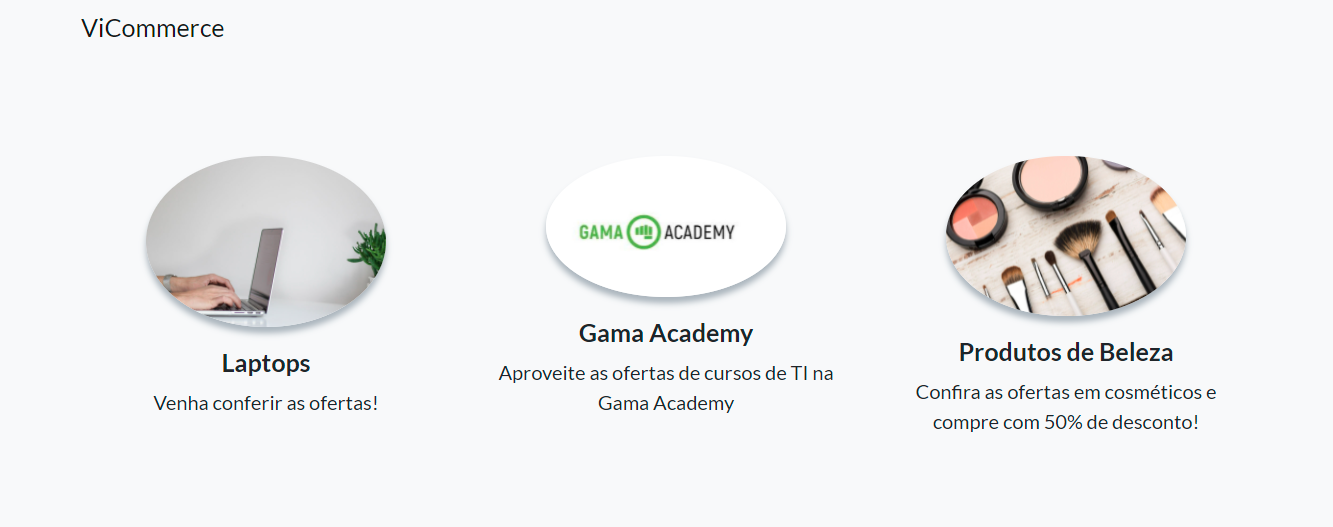 ViCommerce
GAMA ACADEMY
Laptops
Venha conferir as ofertas!
Gama Academy
Aproveite as ofertas de cursos de TI na
Gama Academy
Produtos de Beleza
Confira as ofertas em cosméticos e
compre com 50% de desconto!